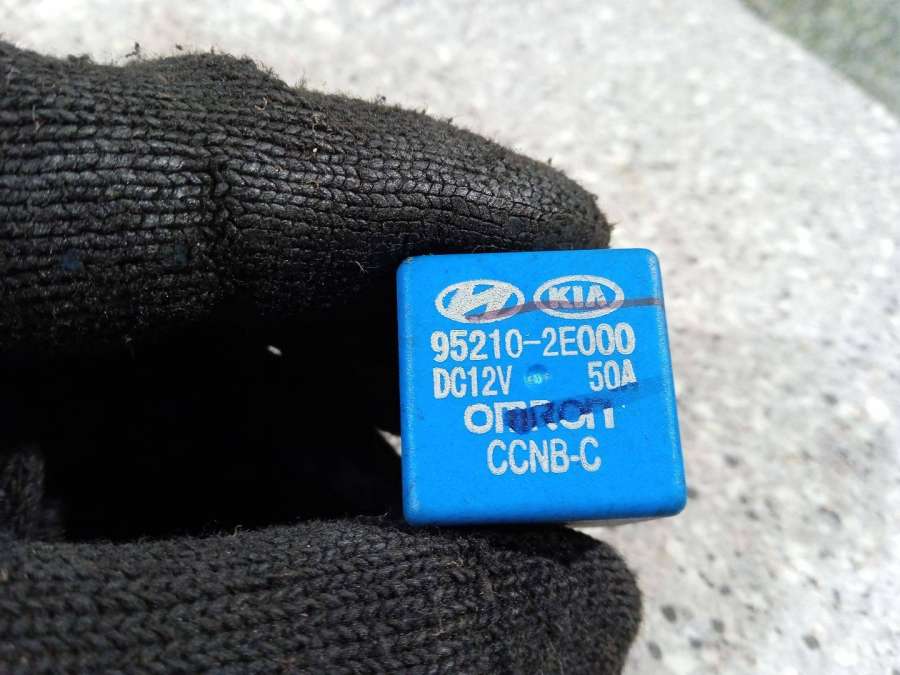 KIA
95210-2E000
DC12V 50A
omron
CCNB-C